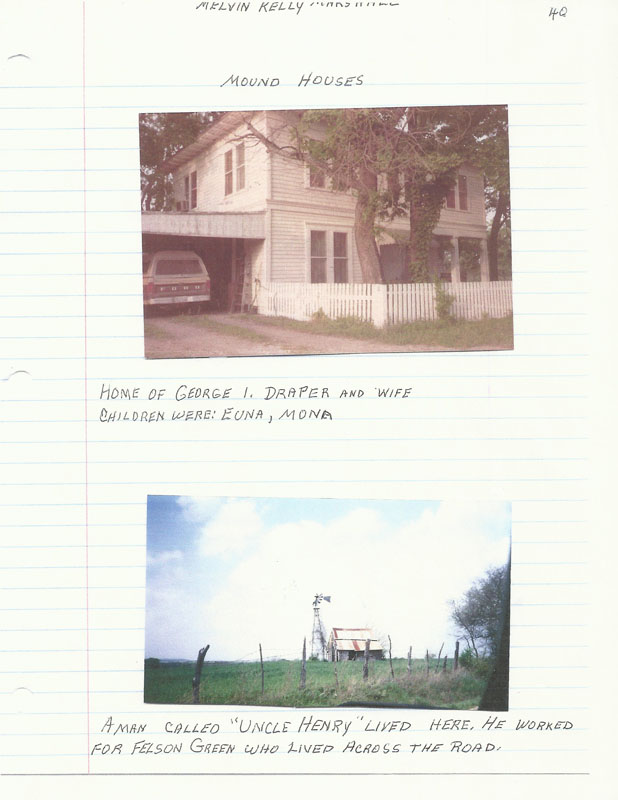 MELVIN KELLY MARSHALL
4Q
MOUND HOUSES
HOME OF GEORGE I. DRAPER AND WIFE
CHILDREN WERE: EUNA, MONA
A MAN CALLED "UNCLE HENRY" LIVED HERE. HE WORKED
FOR FELSON GREEN WHO LIVED ACROSS THE ROAD.